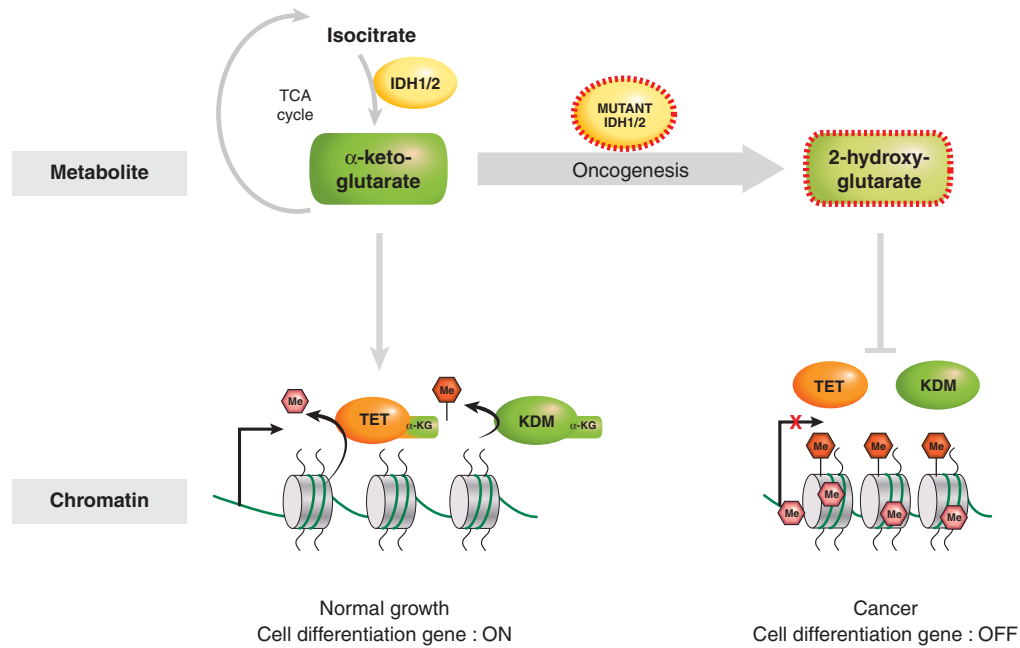 Isocitrate
IDH1/2
TCA
cycle
MUTANT
IDH1/2
Metabolite
α-keto-
glutarate
Oncogenesis
2-hydroxy-
glutarate
Me
TET
α-KG
Me
KDM
α-KG
TET
KDM
X
Me
Me
Me
Chromatin
Me
Me
Me
Me
Normal growth
Cell differentiation gene : ON
Cancer
Cell differentiation gene : OFF